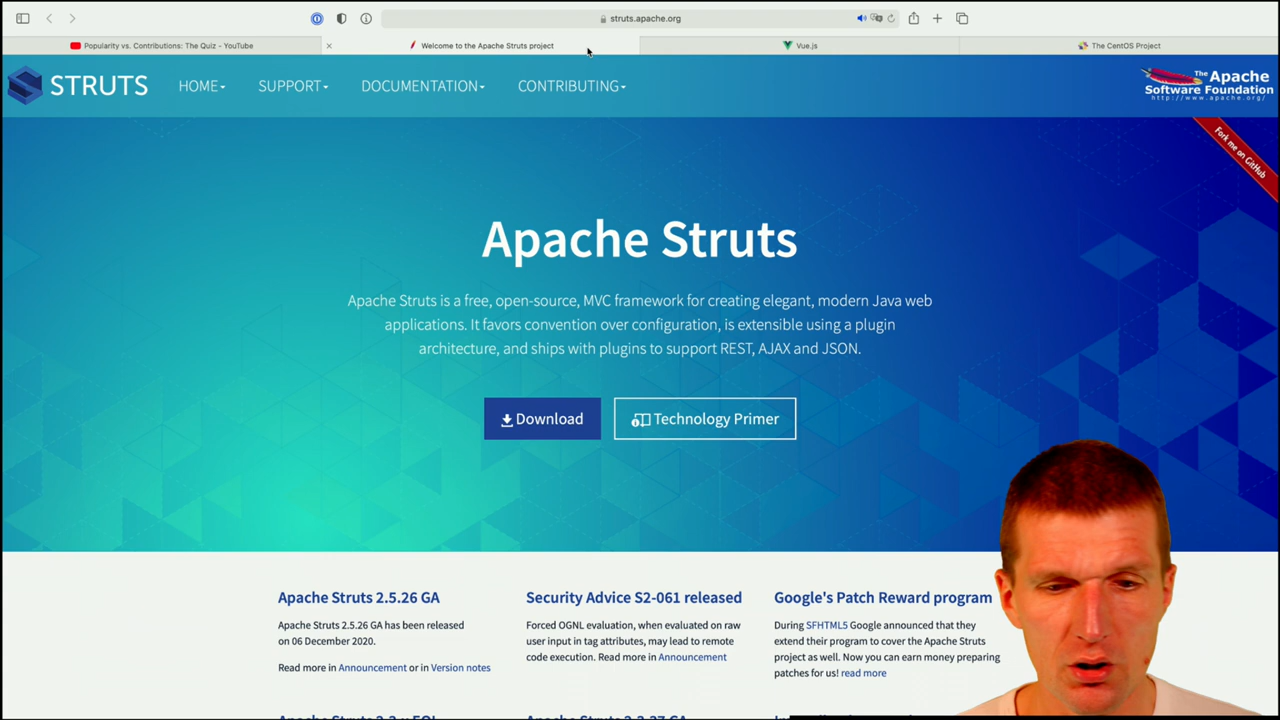 struts.apache.org
Popularity vs. Contributions: The Quiz - YouTube
Welcome to the Apache Struts project
Vue.js
The CentOS Project
STRUTS
HOME
SUPPORT
DOCUMENTATION
CONTRIBUTING
The Apache
Software Foundation
http://www.apache.org/
Fork me on GitHub
Apache Struts
Apache Struts is a free, open-source, MVC framework for creating elegant, modern Java web
applications. It favors convention over configuration, is extensible using a plugin
architecture, and ships with plugins to support REST, AJAX and JSON.
Download
Technology Primer
Apache Struts 2.5.26 GA
Apache Struts 2.5.26 GA has been released
on 06 December 2020.
Read more in Announcement or in Version notes
Security Advice S2-061 released
Forced OGNL evaluation, when evaluated on raw
user input in tag attributes, may lead to remote
code execution. Read more in Announcement
Google's Patch Reward program
During SFHTML5 Google announced that they
extend their program to cover the Apache Struts
project as well. Now you can earn money preparing
patches for us! read more